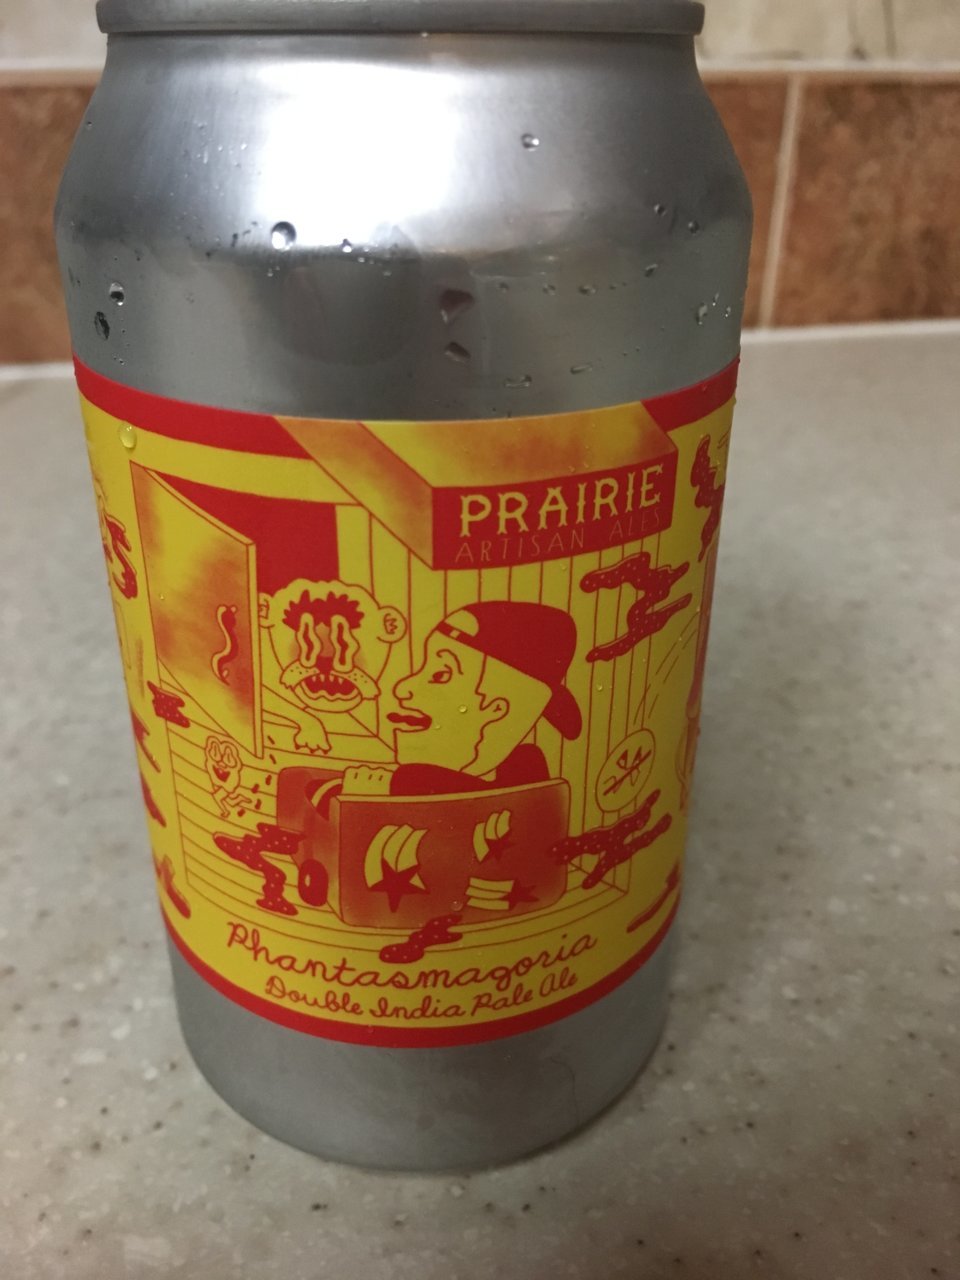 PRAIRIE
ARTISAN ALES
Phantasmagoria
Double India Pale Ale